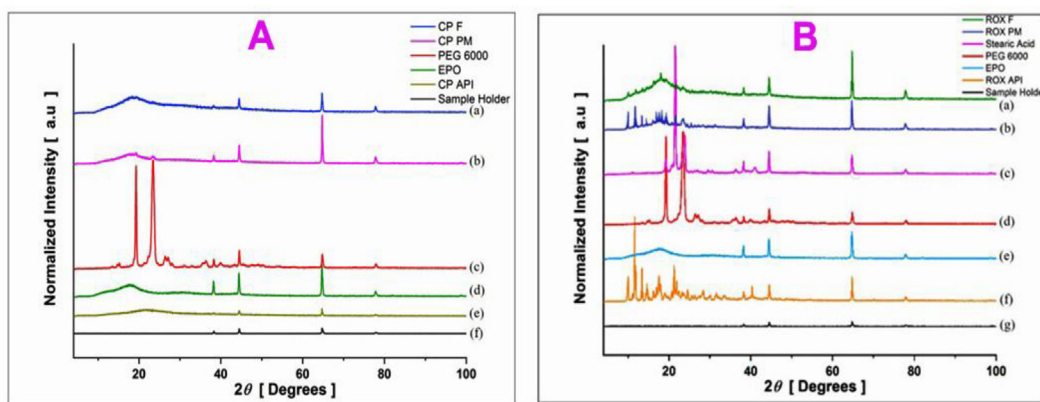 A
CP F
CP PM
PEG 6000
EPO
CP API
Sample Holder
(a)
(b)
(c)
(d)
(e)
(f)
Normalized Intensity [ a.u ]
20 40 60 80 100
2θ [ Degrees ]
B
ROX F
ROX PM
Stearic Acid
PEG 6000
EPO
ROX API
Sample Holder
(a)
(b)
(c)
(d)
(e)
(f)
(g)
Normalized Intensity [ a.u ]
20 40 60 80 100
2θ [ Degrees ]